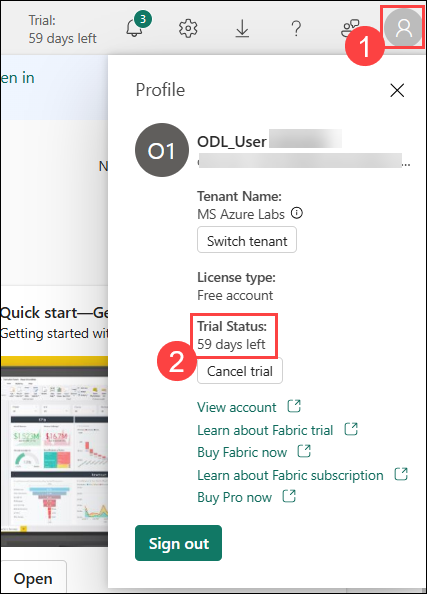 Trial:
59 days left
3
1
en in
Profile
N
O1
ODL_User
...
Tenant Name:
MS Azure Labs
Switch tenant
License type:
Free account
Quick start—Ge
Getting started wit
Trial Status:
59 days left
2
Cancel trial
View account
Learn about Fabric trial
Buy Fabric now
Learn about Fabric subscription
Buy Pro now
Sign out
Open